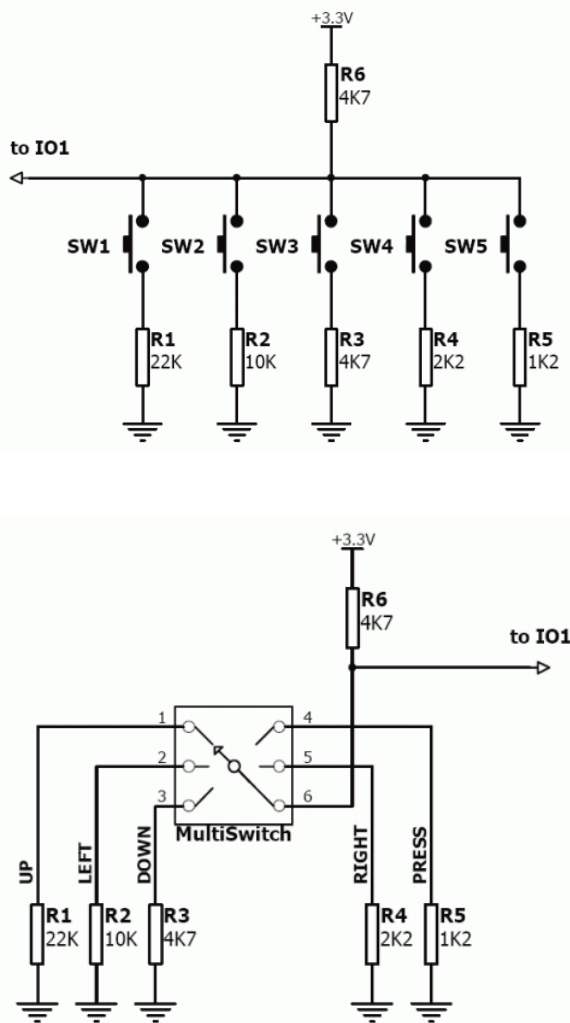 +3.3V
R6
4K7
to IO1
SW1 SW2 SW3 SW4 SW5
R1 R2 R3 R4 R5
22K 10K 4K7 2K2 1K2
+3.3V
R6
4K7
to IO1
1 4
2 5
3 6
MultiSwitch
UP LEFT DOWN RIGHT PRESS
R1 R2 R3 R4 R5
22K 10K 4K7 2K2 1K2